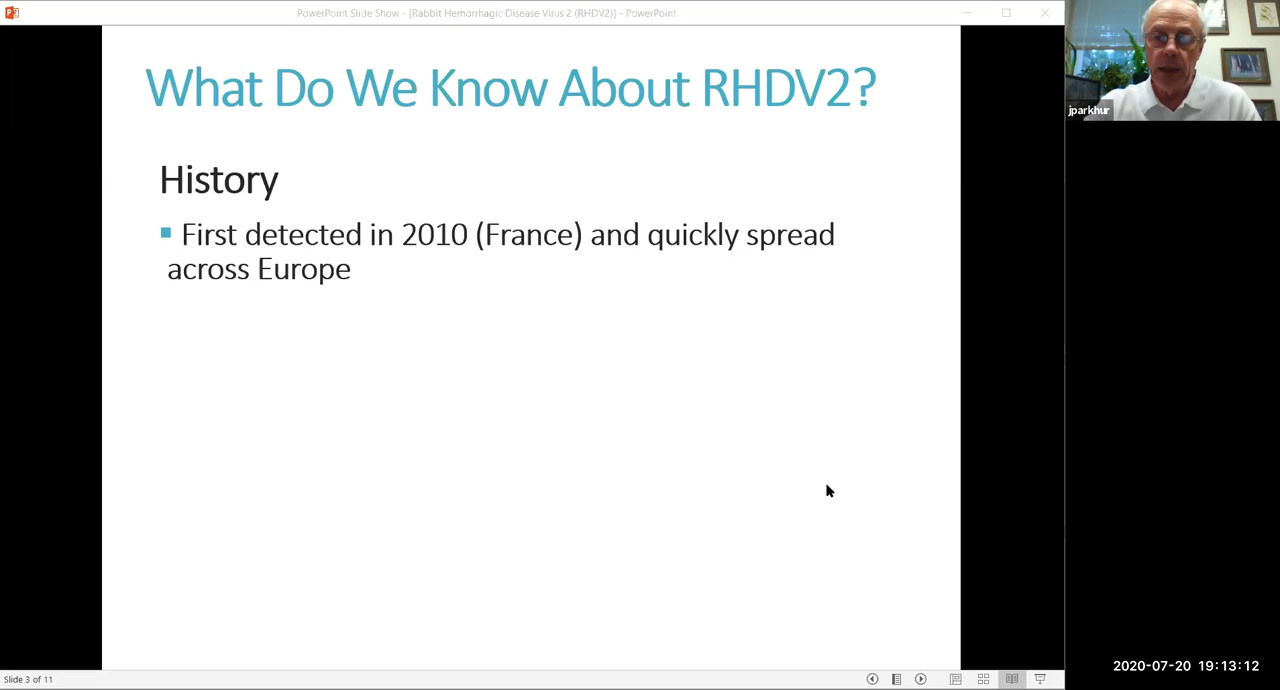 PowerPoint Slide Show - [Rabbit Hemorrhagic Disease Virus 2 (RHDV2)] - PowerPoint
What Do We Know About RHDV2?
jparkhur
History
First detected in 2010 (France) and quickly spread
across Europe
2020-07-20 19:13:12
Slide 3 of 11